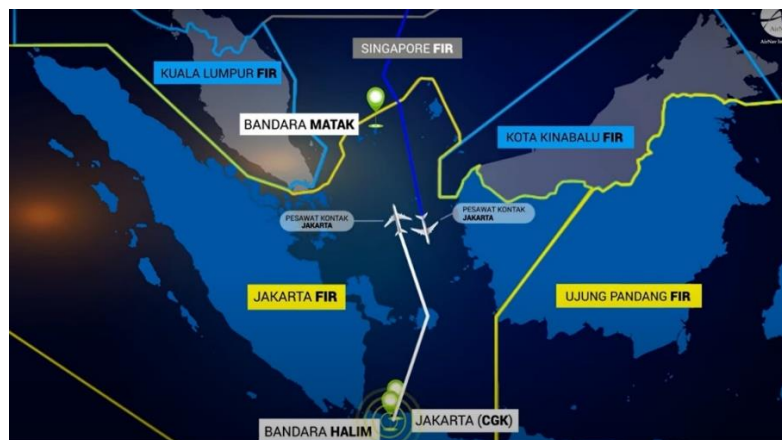 SINGAPORE FIR
KUALA LUMPUR FIR
BANDARA MATAK
KOTA KINABALU FIR
PESAWAT KONTAK
JAKARTA
PESAWAT KONTAK
JAKARTA
JAKARTA FIR
UJUNG PANDANG FIR
JAKARTA (CGK)
BANDARA HALIM